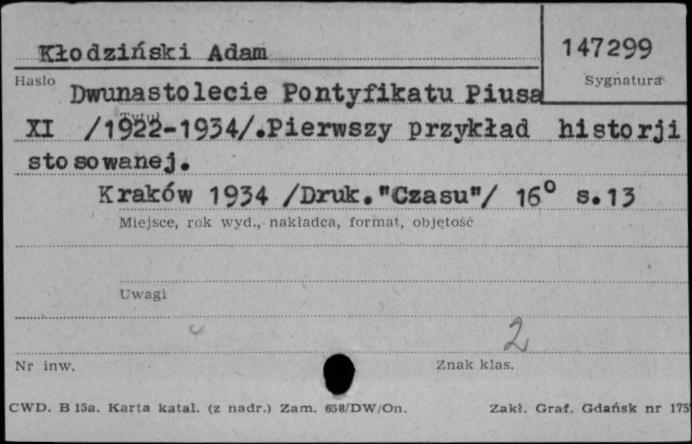 Kłodziński Adam
147299
Hasło
Sygnatura
Dwunastolecie Pontyfikatu Piusa
Tytuł
XI /1922-1934/.Pierwszy przykład historji
stosowanej.
Kraków 1934 /Druk."Czasu"/ 16° s.13
Miejsce, rok wyd., nakładca, format, objętość
Uwagi
2
Nr inw.
Znak klas.
CWD. B 15a. Karta katal. (z nadr.) Zam. 658/DW/On.
Zakł. Graf. Gdańsk nr 175